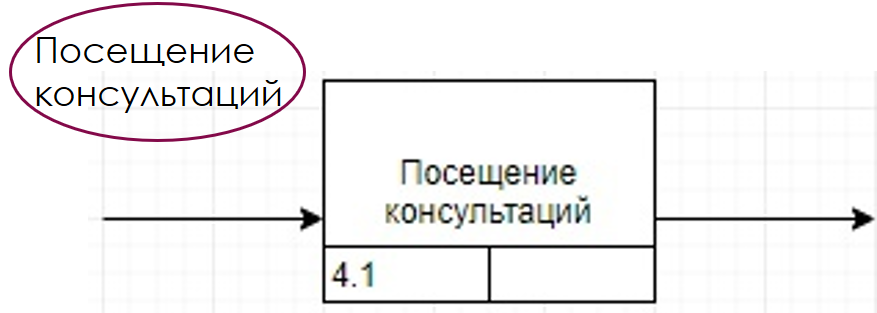 Посещение
консультаций
Посещение
консультаций
4.1